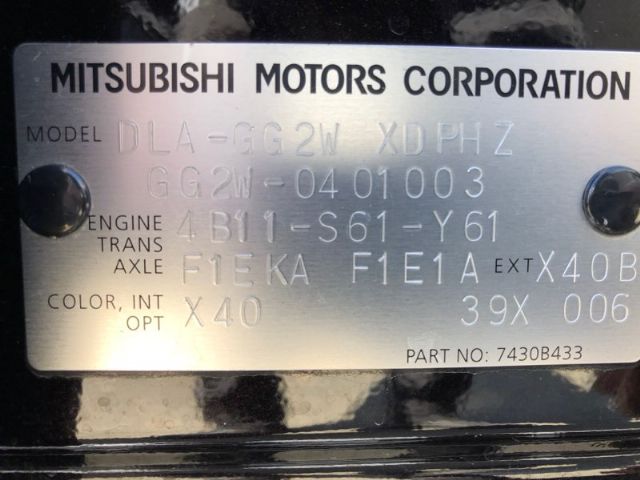 MITSUBISHI MOTORS CORPORATION
MODEL DLA-GG2W XDPHZ
GG2W-0401003
ENGINE 4B11-S61-Y61
TRANS
AXLE F1EKA F1E1A EXT X40B
COLOR, INT
OPT X40 39X 006
PART NO: 7430B433